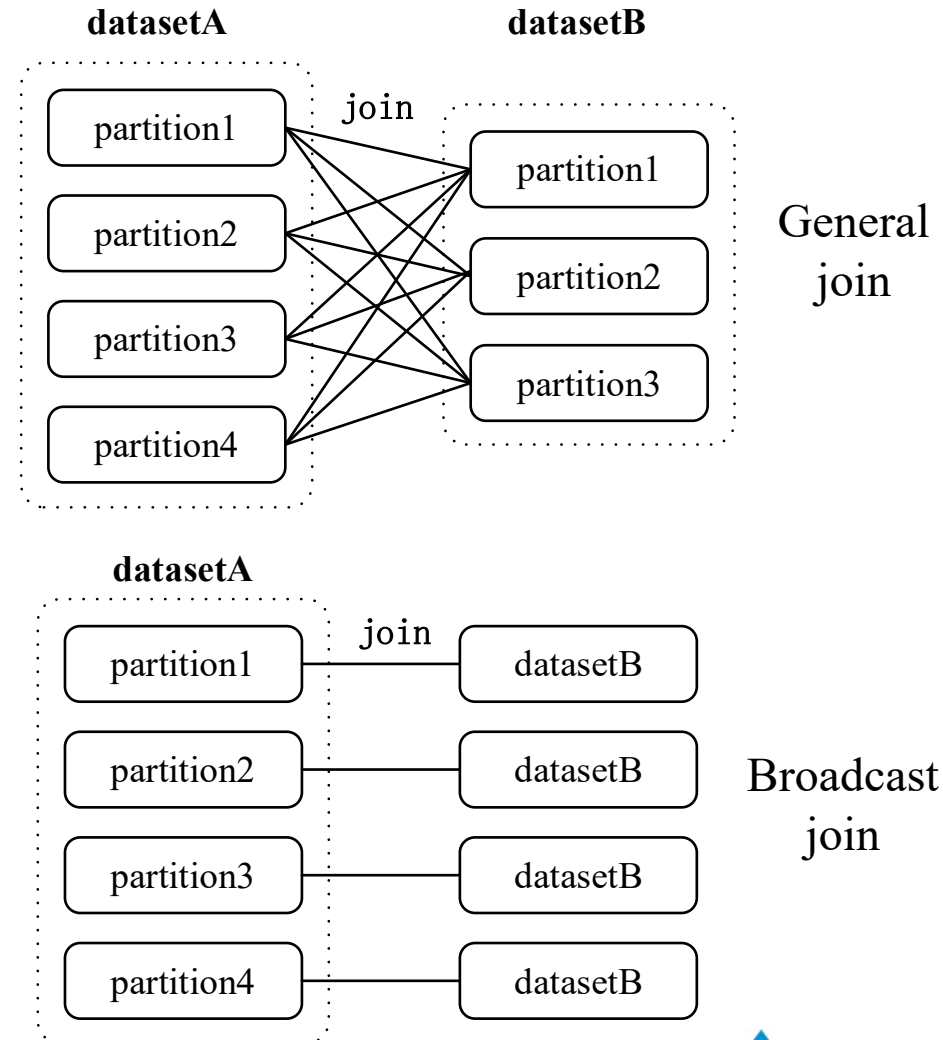 datasetA
datasetB
join
partition1
partition2
partition3
partition4
partition1
partition2
partition3
General
join
datasetA
join
partition1
datasetB
partition2
datasetB
partition3
datasetB
partition4
datasetB
Broadcast
join